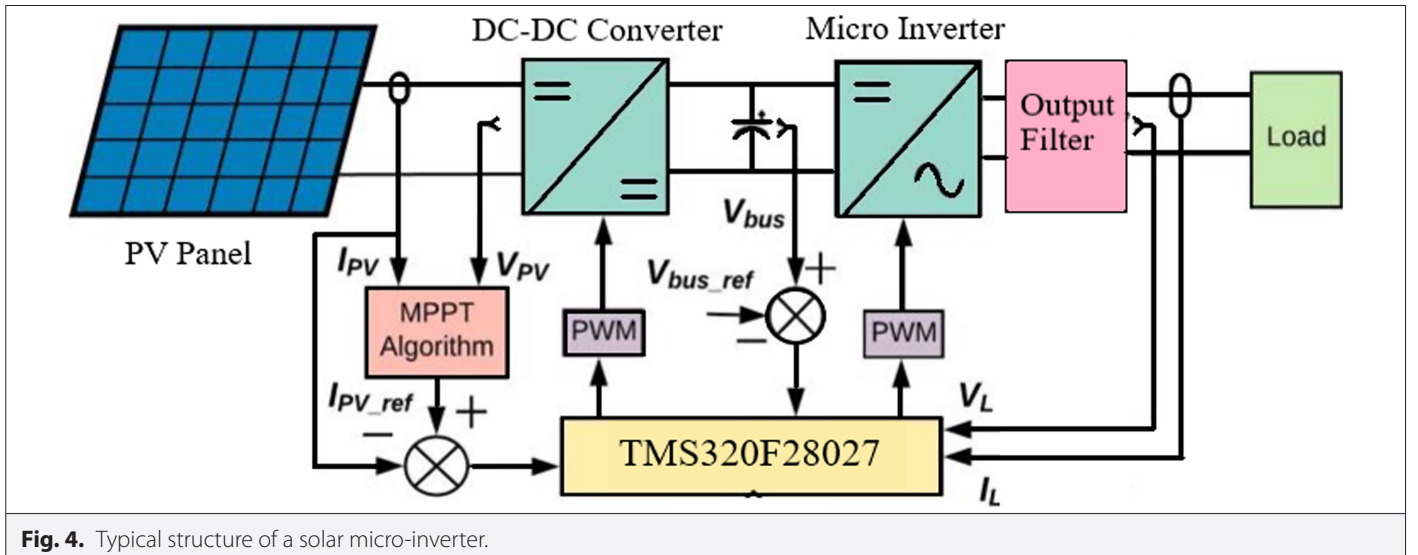 DC-DC Converter
Micro Inverter
Output
Filter
Load
PV Panel
I_PV
V_PV
V_bus
V_bus_ref
+
−
MPPT
Algorithm
PWM
PWM
I_PV_ref
+
−
TMS320F28027
V_L
I_L
Fig. 4. Typical structure of a solar micro-inverter.